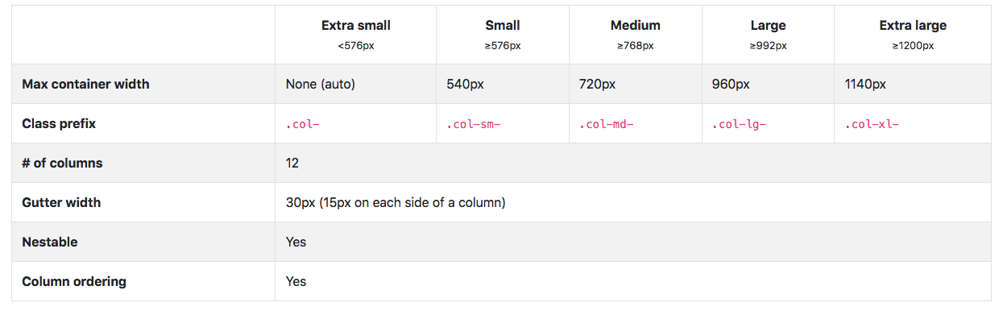 Extra small Small Medium Large Extra large
<576px ≥576px ≥768px ≥992px ≥1200px
Max container width None (auto) 540px 720px 960px 1140px
Class prefix .col- .col-sm- .col-md- .col-lg- .col-xl-
# of columns 12
Gutter width 30px (15px on each side of a column)
Nestable Yes
Column ordering Yes